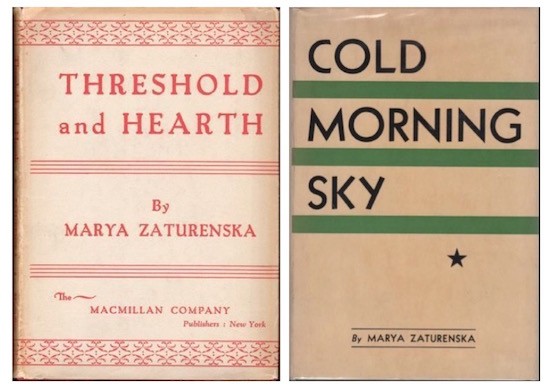 THRESHOLD
and HEARTH
By
MARYA ZATURENSKA
The
MACMILLAN COMPANY
Publishers : New York
COLD
MORNING
SKY
By MARYA ZATURENSKA